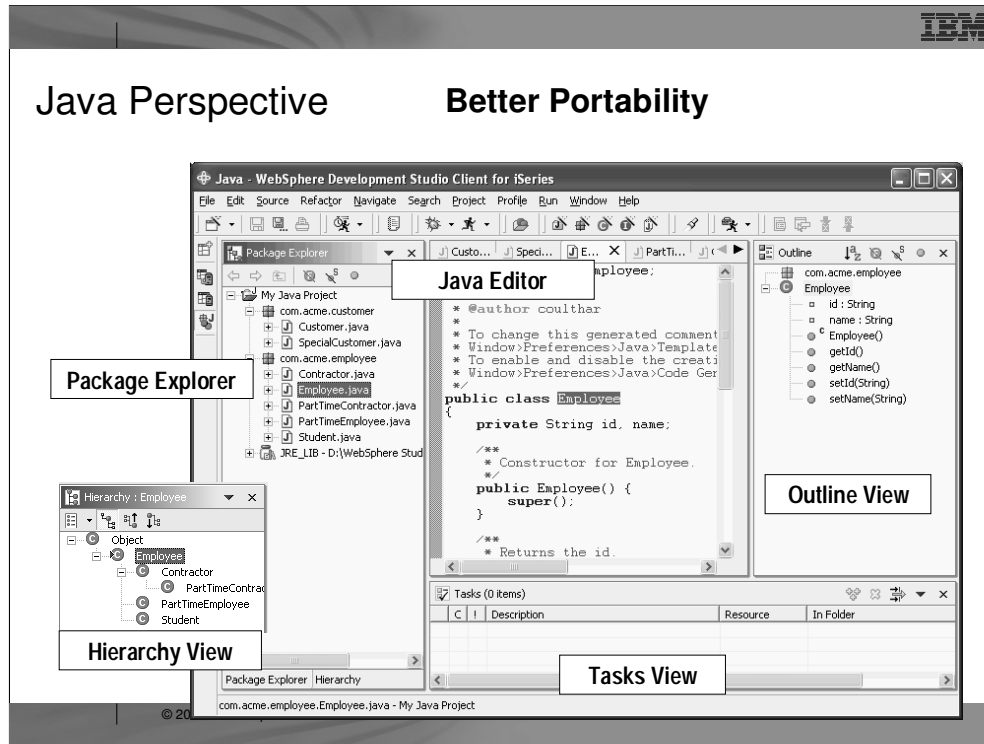 IBM
Java Perspective
Better Portability
Java - WebSphere Development Studio Client for iSeries
File Edit Source Refactor Navigate Search Project Profile Run Window Help
Package Explorer
My Java Project
com.acme.customer
Customer.java
SpecialCustomer.java
com.acme.employee
Contractor.java
Employee.java
PartTimeContractor.java
PartTimeEmployee.java
Student.java
JRE_LIB - D:\WebSphere Stud
Package Explorer Hierarchy
Package Explorer
Hierarchy : Employee
Object
Employee
Contractor
PartTimeContrac
PartTimeEmployee
Student
Hierarchy View
J Custo... J Speci... J E... X J PartTi... J
Java Editor
mployee;
* @author coulthar
*
* To change this generated comment
* Window>Preferences>Java>Template
* To enable and disable the creati
* Window>Preferences>Java>Code Ger
*/
public class Employee
{
private String id, name;
/**
* Constructor for Employee.
*/
public Employee() {
super();
}
/**
* Returns the id.
Outline
com.acme.employee
Employee
id : String
name : String
Employee()
getId()
getName()
setId(String)
setName(String)
Outline View
Tasks (0 items)
C ! Description Resource In Folder
Tasks View
com.acme.employee.Employee.java - My Java Project
© 20